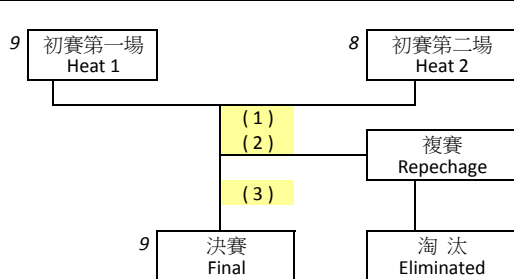 9 初賽第一場 8 初賽第二場
Heat 1 Heat 2
( 1 )
( 2 ) 複賽
Repechage
( 3 )
9 決賽 淘 汰
Final Eliminated